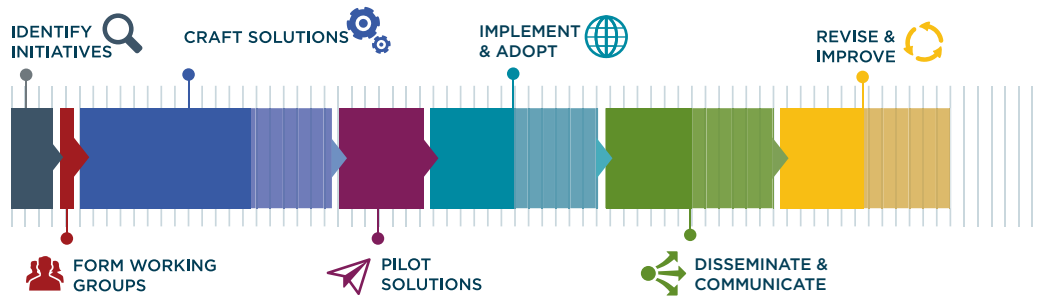 IDENTIFY
INITIATIVES
CRAFT SOLUTIONS
IMPLEMENT
& ADOPT
REVISE &
IMPROVE
FORM WORKING
GROUPS
PILOT
SOLUTIONS
DISSEMINATE &
COMMUNICATE